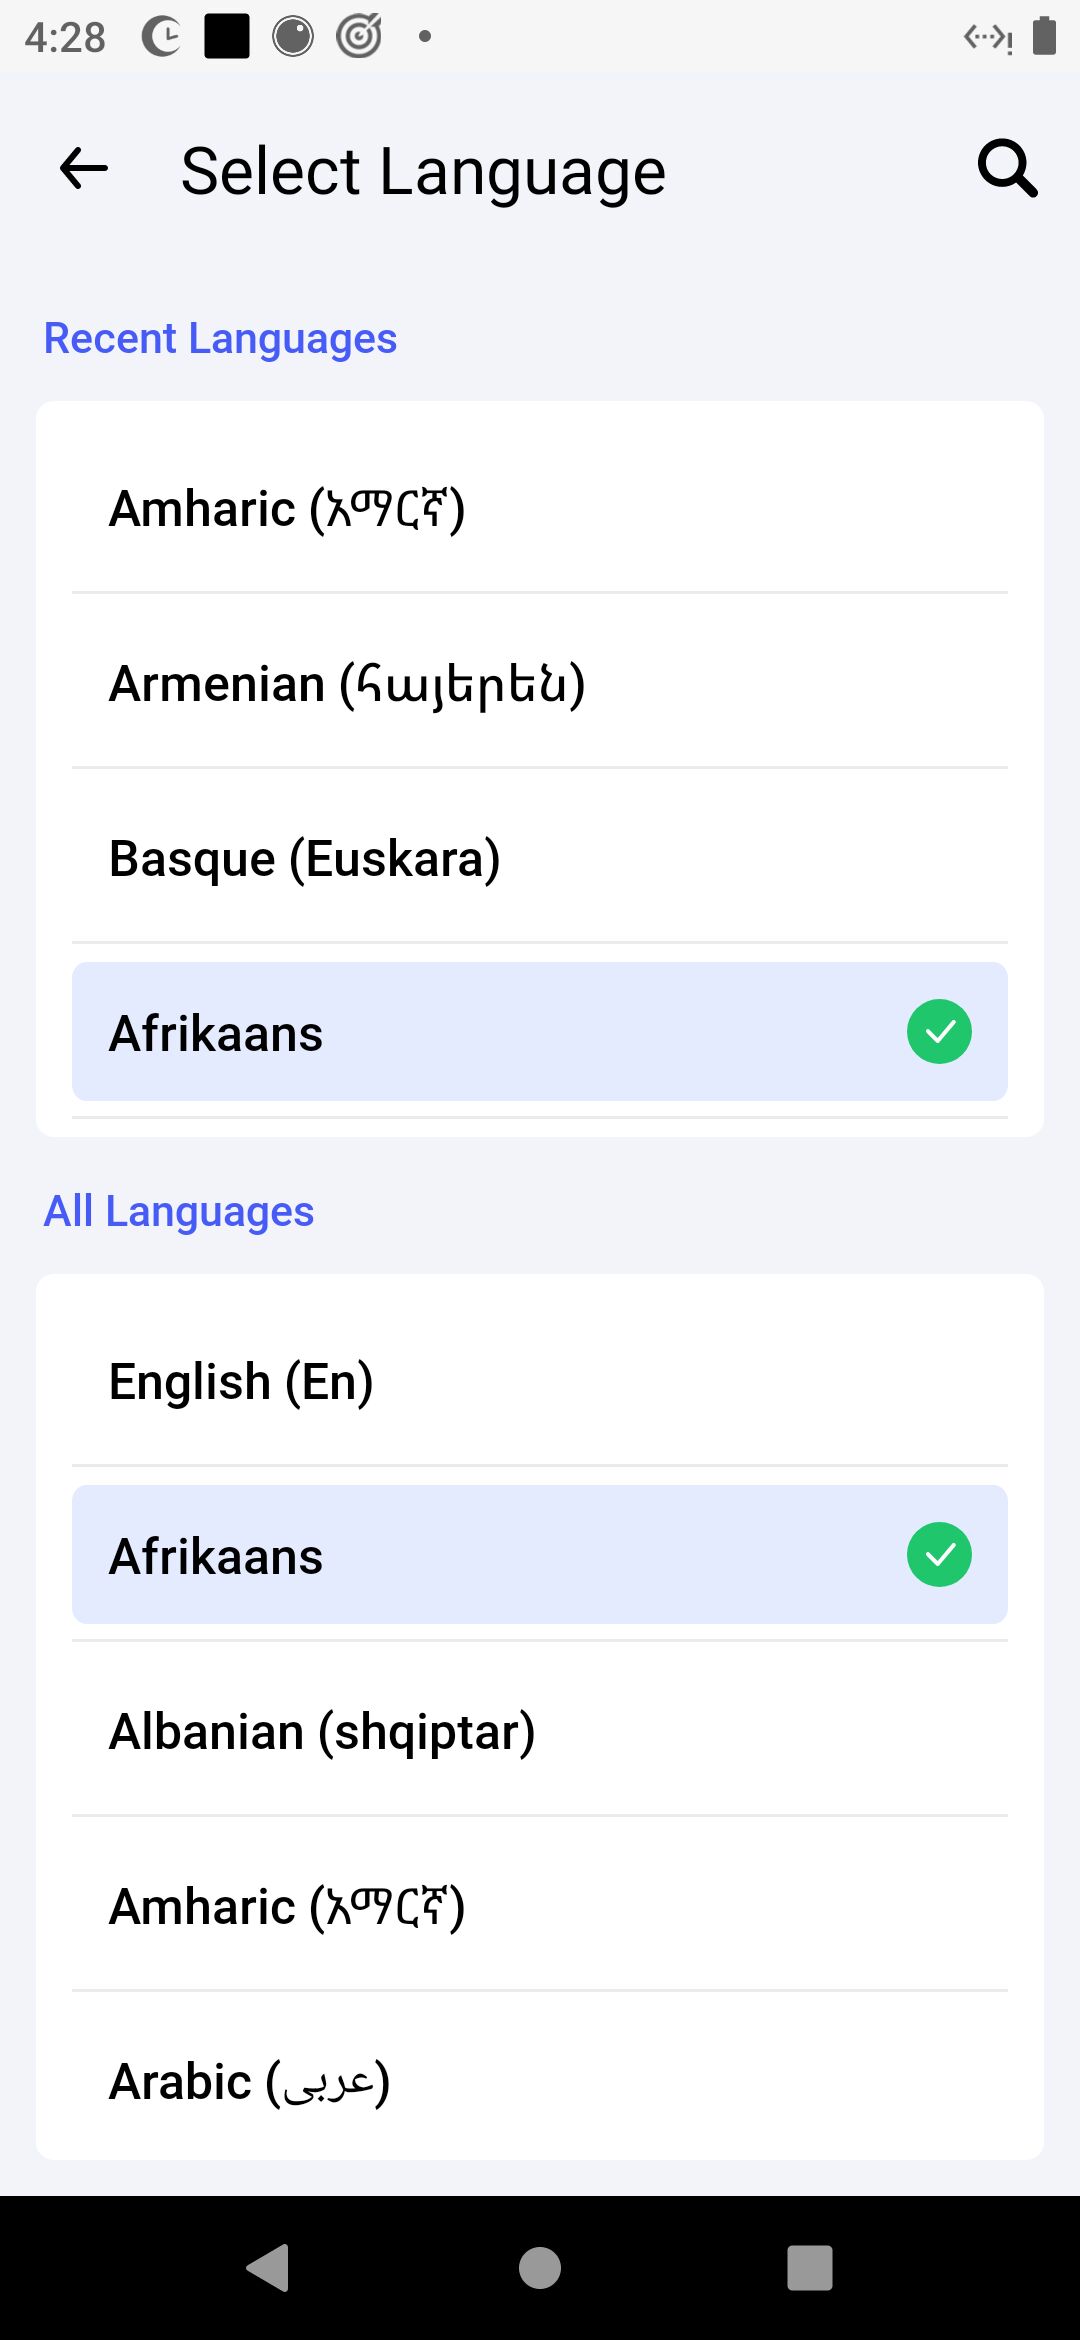 4:28
Select Language
Recent Languages
Amharic (አማርኛ)
Armenian (հայերեն)
Basque (Euskara)
Afrikaans
All Languages
English (En)
Afrikaans
Albanian (shqiptar)
Amharic (አማርኛ)
Arabic (عربى)